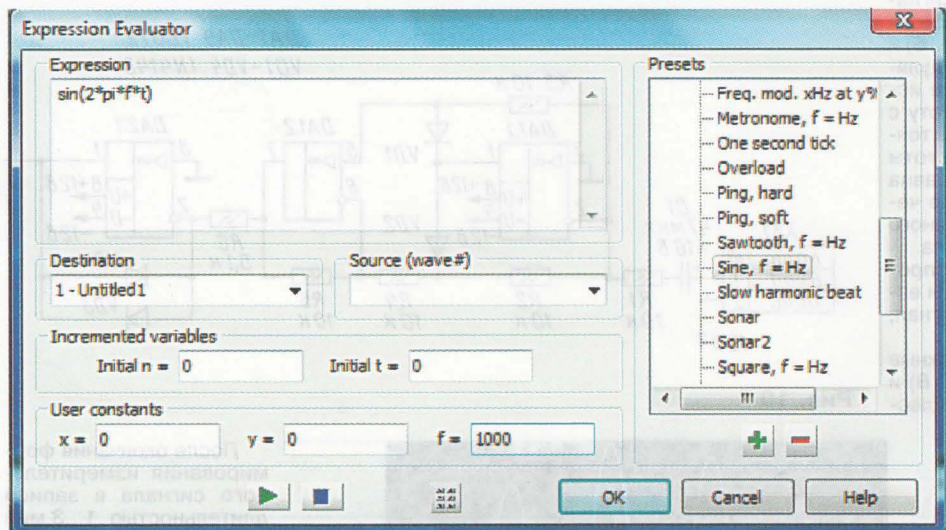 Expression Evaluator
Expression
sin(2*pi*f*t)
Destination
1 - Untitled1
Source (wave #)
Incremented variables
Initial n = 0
Initial t = 0
User constants
x = 0
y = 0
f = 1000
Presets
Freq. mod. xHz at y%
Metronome, f = Hz
One second tick
Overload
Ping, hard
Ping, soft
Sawtooth, f = Hz
Sine, f = Hz
Slow harmonic beat
Sonar
Sonar2
Square, f = Hz
OK
Cancel
Help